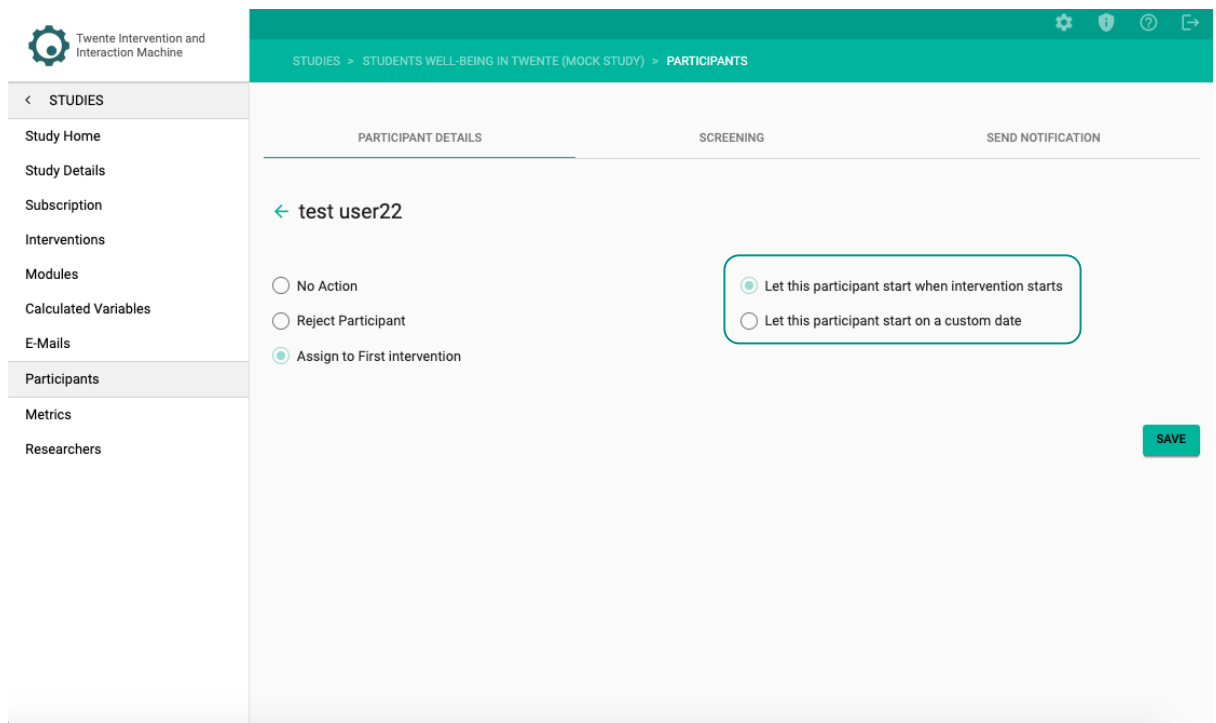 Twente Intervention and
Interaction Machine
STUDIES > STUDENTS WELL-BEING IN TWENTE (MOCK STUDY) > PARTICIPANTS
< STUDIES
Study Home
Study Details
Subscription
Interventions
Modules
Calculated Variables
E-Mails
Participants
Metrics
Researchers
PARTICIPANT DETAILS
SCREENING
SEND NOTIFICATION
← test user22
No Action
Reject Participant
Assign to First intervention
Let this participant start when intervention starts
Let this participant start on a custom date
SAVE